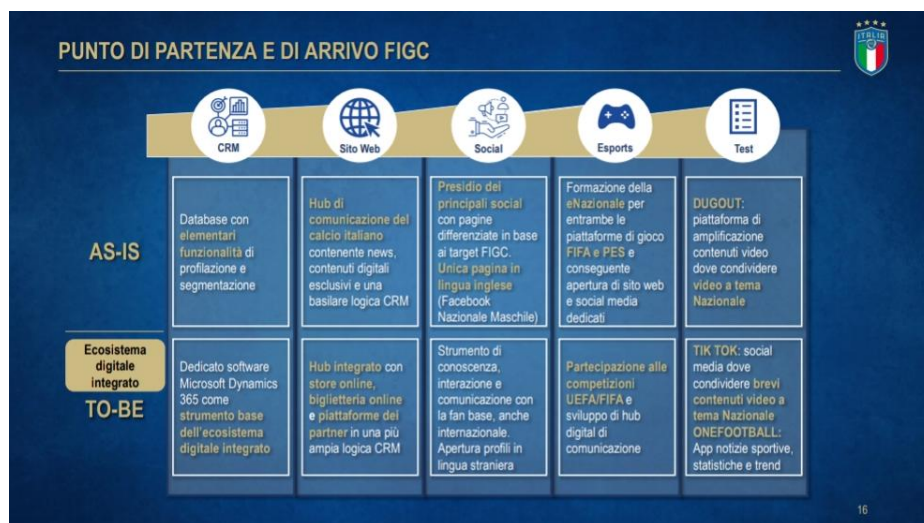 PUNTO DI PARTENZA E DI ARRIVO FIGC
ITALIA
CRM
Sito Web
Social
Esports
Test
AS-IS
Database con
elementari
funzionalità di
profilazione e
segmentazione
Hub di
comunicazione del
calcio italiano
contenente news,
contenuti digitali
esclusivi e una
basilare logica CRM
Presidio dei
principali social
con pagine
differenziate in base
ai target FIGC.
Unica pagina in
lingua inglese
(Facebook
Nazionale Maschile)
Formazione della
eNazionale per
entrambe le
piattaforme di gioco
FIFA e PES e
conseguente
apertura di sito web
e social media
dedicati
DUGOUT:
piattaforma di
amplificazione
contenuti video
dove condividere
video a tema
Nazionale
Ecosistema
digitale
integrato
TO-BE
Dedicato software
Microsoft Dynamics
365 come
strumento base
dell'ecosistema
digitale integrato
Hub integrato con
store online,
biglietteria online
e piattaforme dei
partner in una più
ampia logica CRM
Strumento di
conoscenza,
interazione e
comunicazione con
la fan base, anche
internazionale.
Apertura profili in
lingua straniera
Partecipazione alle
competizioni
UEFA/FIFA e
sviluppo di hub
digital di
comunicazione
TIK TOK: social
media dove
condividere brevi
contenuti video a
tema Nazionale
ONEFOOTBALL:
App notizie sportive,
statistiche e trend
16